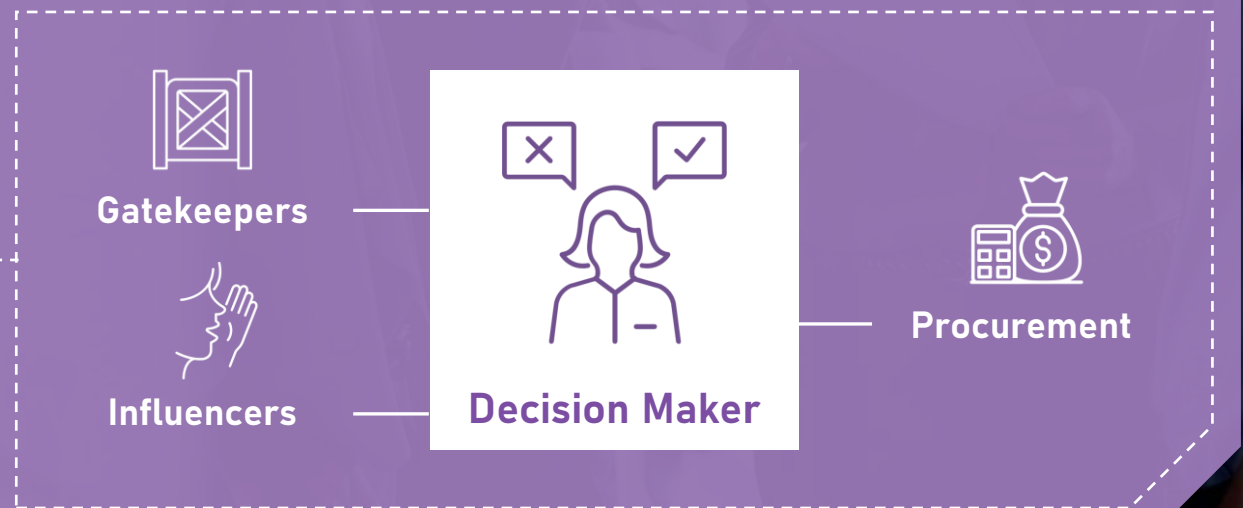 Gatekeepers
Influencers
Decision Maker
$
Procurement